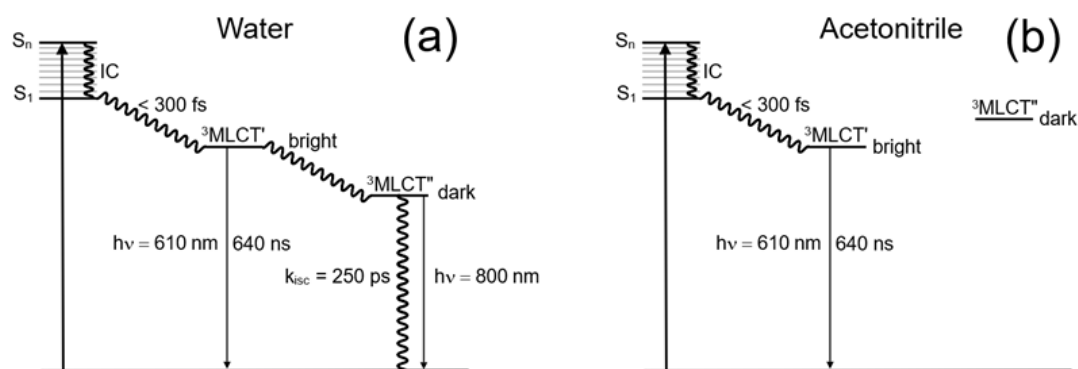 Water
(a)
Sn
IC
S1
< 300 fs
³MLCT'
bright
³MLCT"
dark
hν = 610 nm
640 ns
kisc = 250 ps
hν = 800 nm
Acetonitrile
(b)
Sn
IC
S1
< 300 fs
³MLCT"
dark
³MLCT'
bright
hν = 610 nm
640 ns